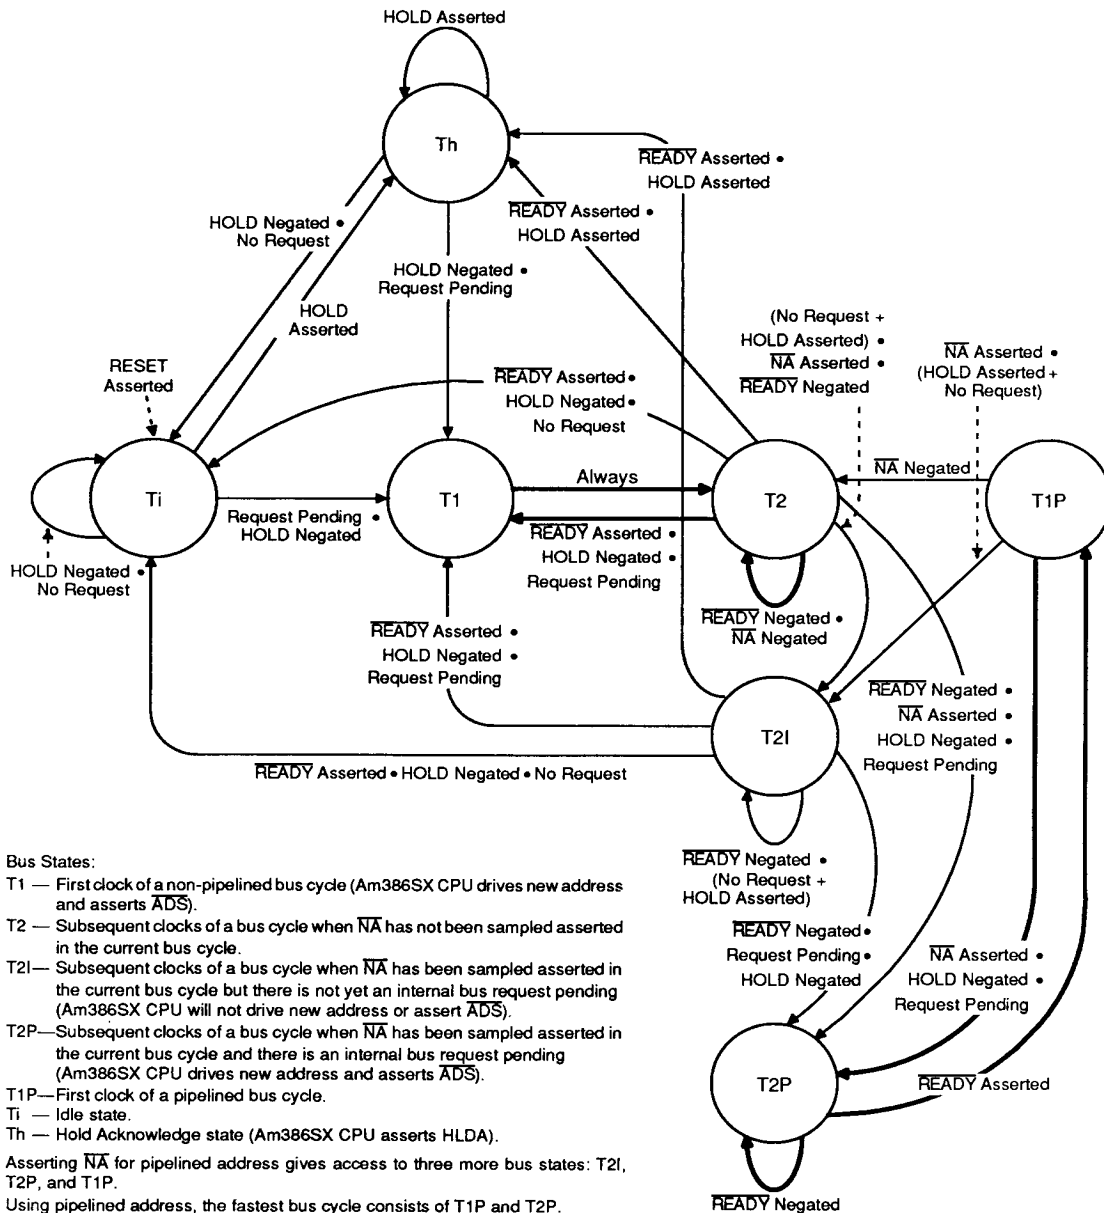 HOLD Asserted
Th
READY Asserted •
HOLD Asserted
READY Asserted •
HOLD Asserted
HOLD Negated •
No Request
HOLD Negated •
Request Pending
HOLD
Asserted
(No Request +
HOLD Asserted) •
NA Asserted •
READY Negated
NA Asserted •
(HOLD Asserted +
No Request)
RESET
Asserted
READY Asserted •
HOLD Negated •
No Request
Ti
T1
T2
T1P
Always
NA Negated
Request Pending •
HOLD Negated
READY Asserted •
HOLD Negated •
Request Pending
HOLD Negated •
No Request
READY Negated •
NA Negated
READY Asserted •
HOLD Negated •
Request Pending
READY Negated •
NA Asserted •
HOLD Negated •
Request Pending
T2I
READY Asserted • HOLD Negated • No Request
READY Negated •
(No Request +
HOLD Asserted)
READY Negated •
Request Pending •
HOLD Negated
NA Asserted •
HOLD Negated •
Request Pending
T2P
READY Asserted
READY Negated
Bus States:
T1 — First clock of a non-pipelined bus cycle (Am386SX CPU drives new address
and asserts ADS).
T2 — Subsequent clocks of a bus cycle when NA has not been sampled asserted
in the current bus cycle.
T2I— Subsequent clocks of a bus cycle when NA has been sampled asserted in
the current bus cycle but there is not yet an internal bus request pending
(Am386SX CPU will not drive new address or assert ADS).
T2P—Subsequent clocks of a bus cycle when NA has been sampled asserted in
the current bus cycle and there is an internal bus request pending
(Am386SX CPU drives new address and asserts ADS).
T1P—First clock of a pipelined bus cycle.
Ti — Idle state.
Th — Hold Acknowledge state (Am386SX CPU asserts HLDA).
Asserting NA for pipelined address gives access to three more bus states: T2I,
T2P, and T1P.
Using pipelined address, the fastest bus cycle consists of T1P and T2P.